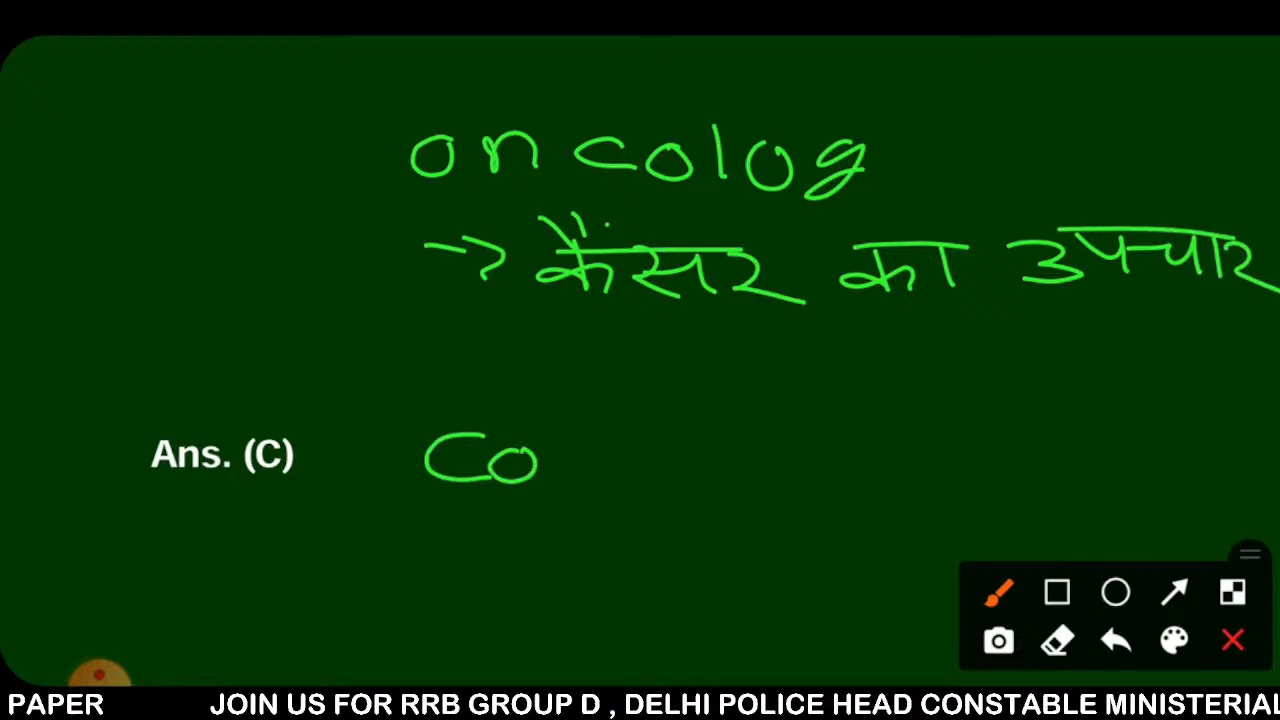 oncolog
→ कैंसर का उपचार
Ans. (C) Co
PAPER JOIN US FOR RRB GROUP D , DELHI POLICE HEAD CONSTABLE MINISTERIAL